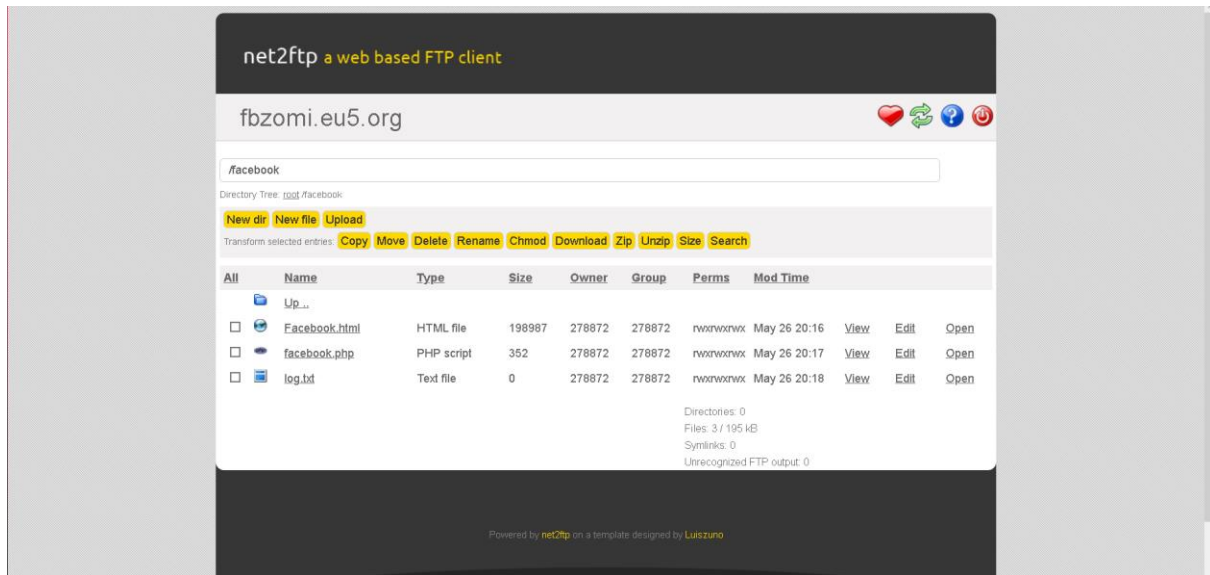 net2ftp a web based FTP client
fbzomi.eu5.org
/facebook
Directory Tree: root /facebook
New dir New file Upload
Transform selected entries: Copy Move Delete Rename Chmod Download Zip Unzip Size Search
All Name Type Size Owner Group Perms Mod Time
Up ..
Facebook.html HTML file 198987 278872 278872 rwxrwxrwx May 26 20:16 View Edit Open
facebook.php PHP script 352 278872 278872 rwxrwxrwx May 26 20:17 View Edit Open
log.txt Text file 0 278872 278872 rwxrwxrwx May 26 20:18 View Edit Open
Directories: 0
Files: 3 / 195 kB
Symlinks: 0
Unrecognized FTP output: 0
Powered by net2ftp on a template designed by Luiszuno